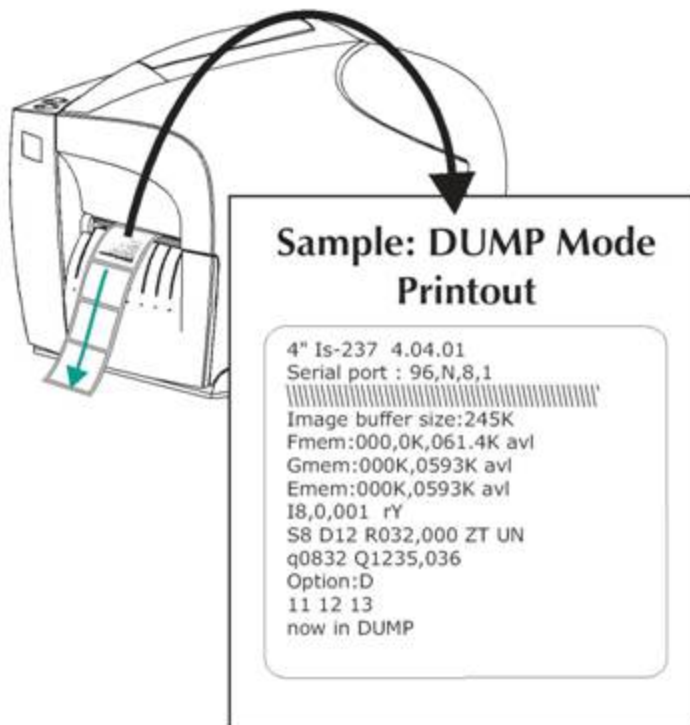 Sample: DUMP Mode
Printout
4" Is-237 4.04.01
Serial port : 96,N,8,1
Image buffer size:245K
Fmem:000,0K,061.4K avl
Gmem:000K,0593K avl
Emem:000K,0593K avl
I8,0,001 rY
S8 D12 R032,000 ZT UN
q0832 Q1235,036
Option:D
11 12 13
now in DUMP